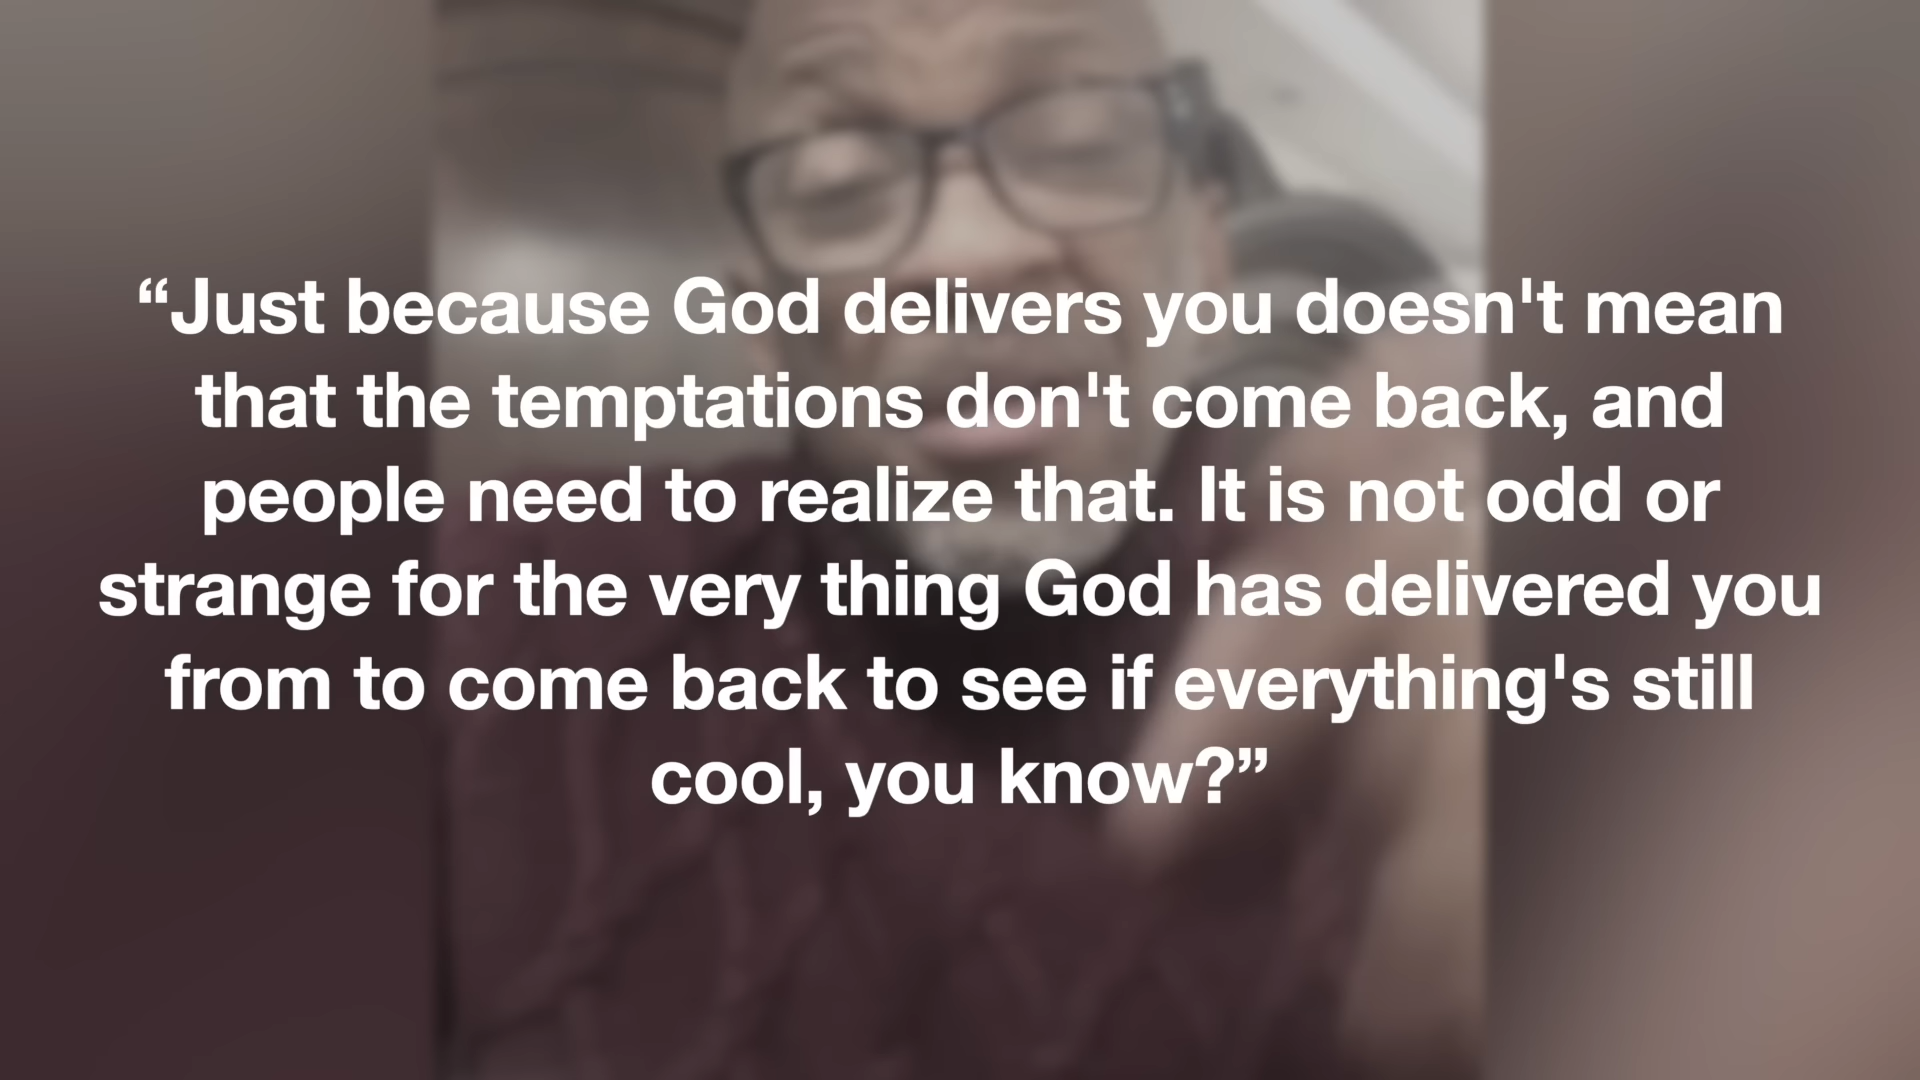 “Just because God delivers you doesn't mean
that the temptations don't come back, and
people need to realize that. It is not odd or
strange for the very thing God has delivered you
from to come back to see if everything's still
cool, you know?”